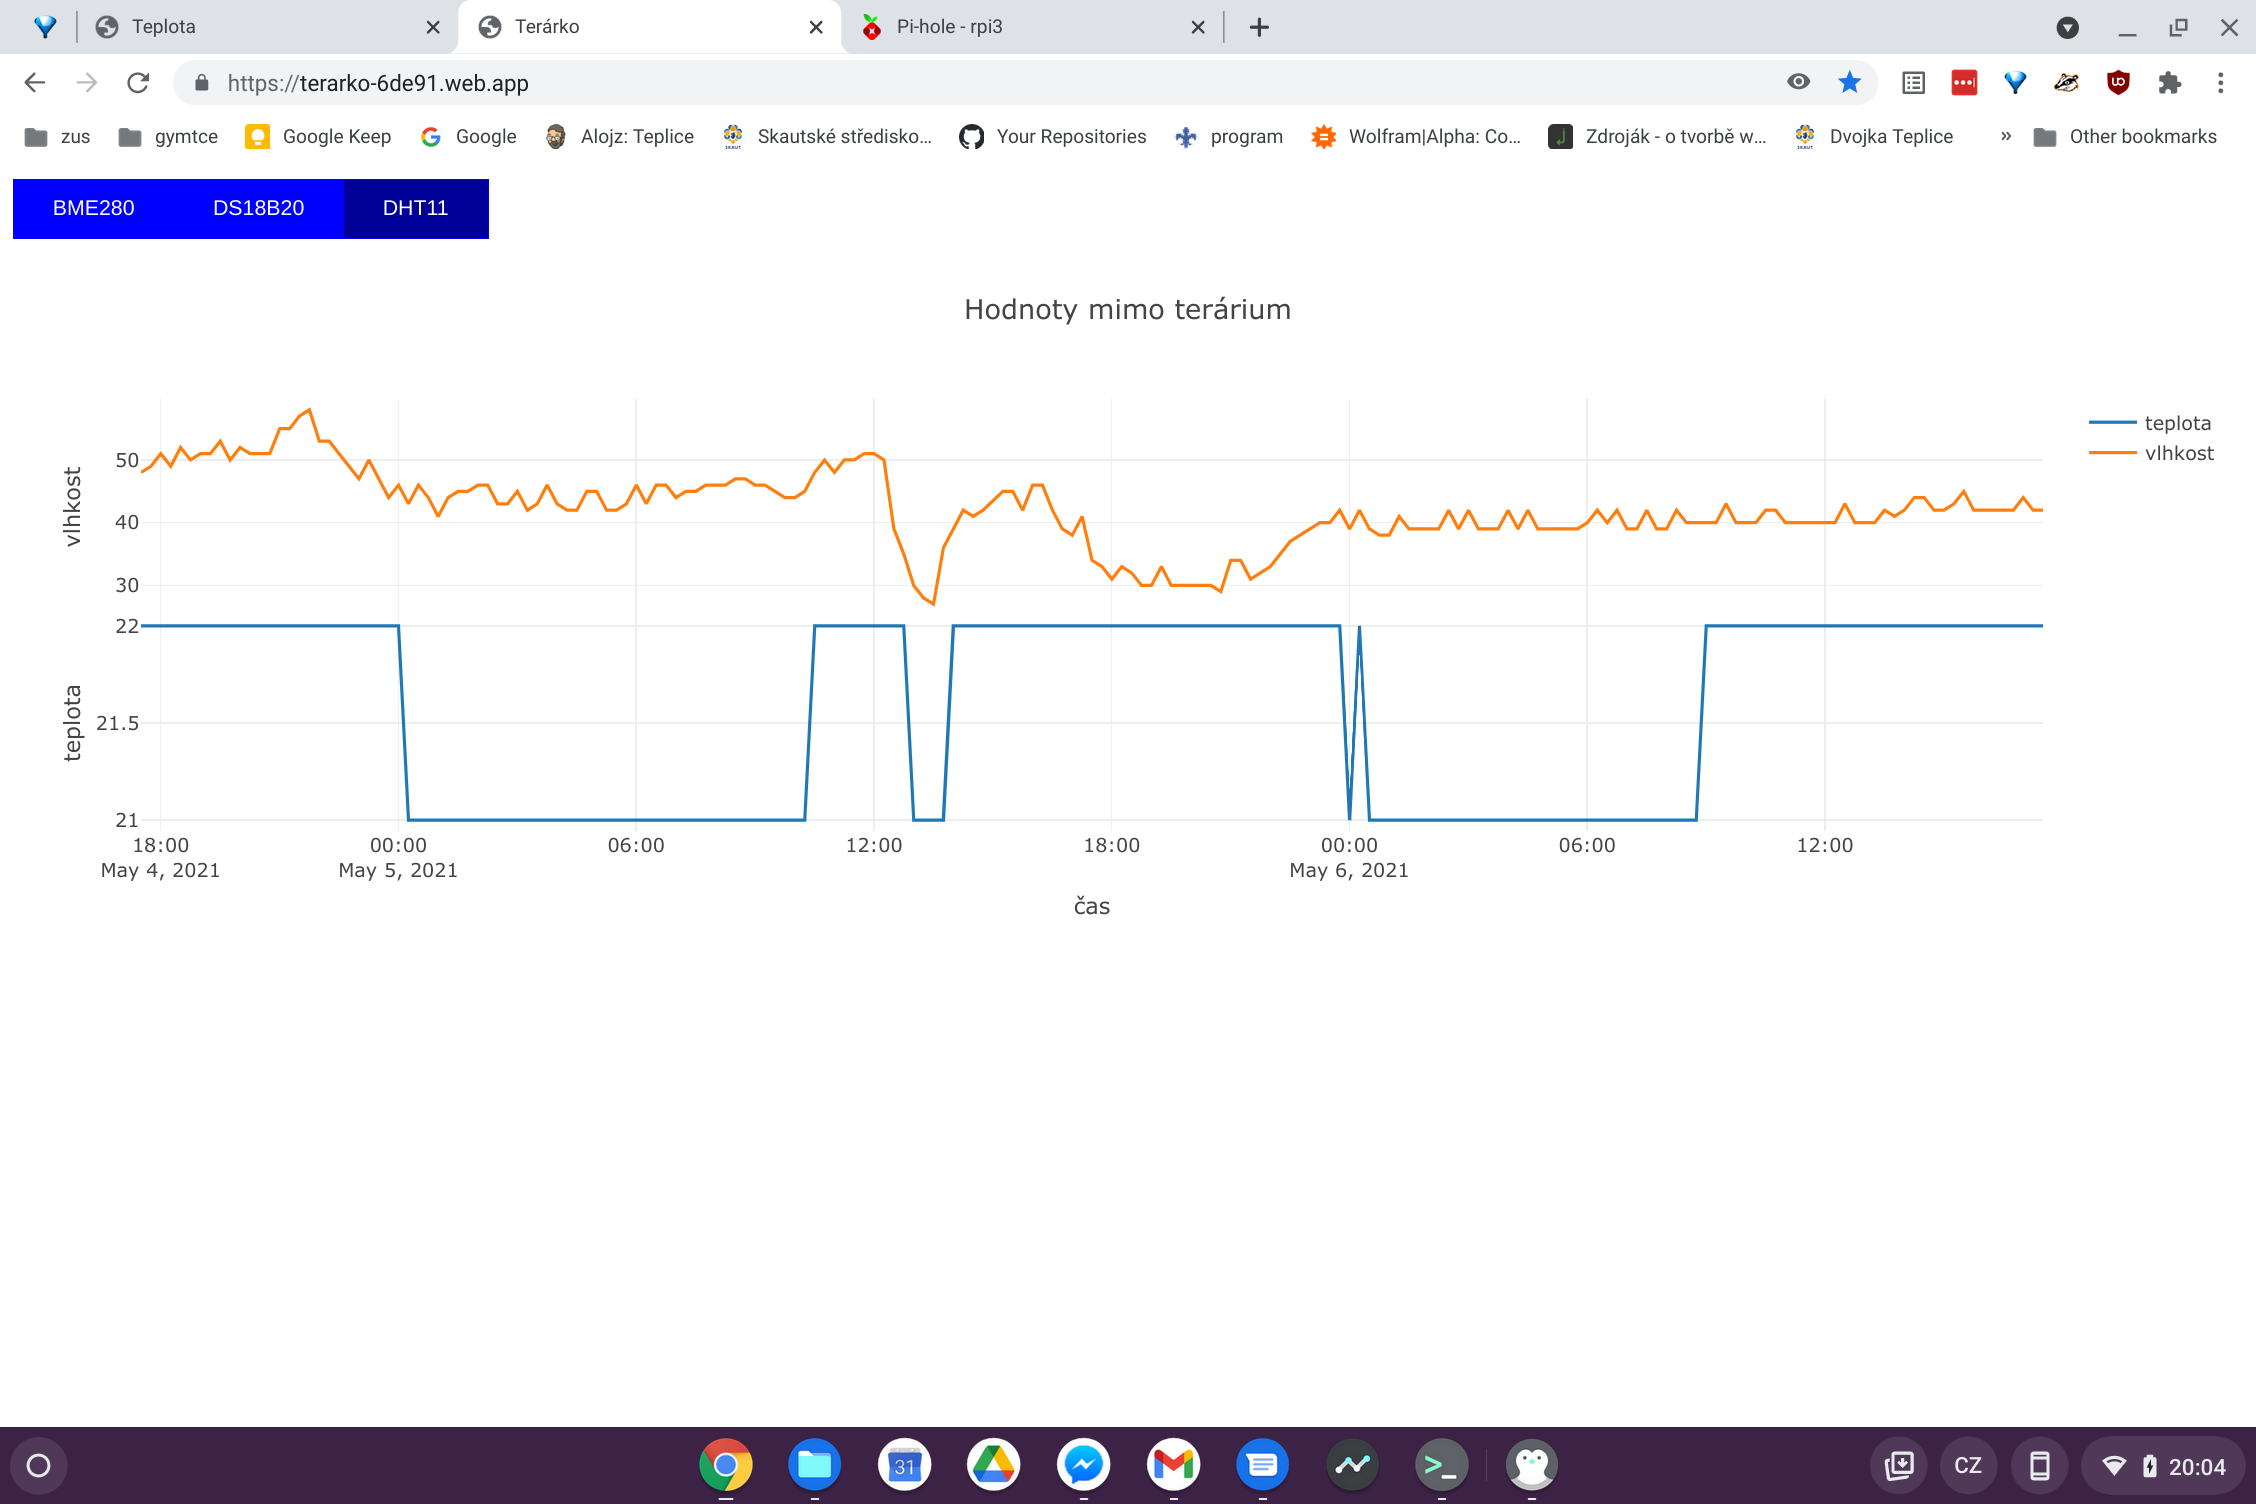 Teplota
Terárko
Pi-hole - rpi3
https://terarko-6de91.web.app
zus
gymtce
Google Keep
Google
Alojz: Teplice
Skautské středisko…
Your Repositories
program
Wolfram|Alpha: Co…
Zdroják - o tvorbě w…
Dvojka Teplice
»
Other bookmarks
BME280
DS18B20
DHT11
Hodnoty mimo terárium
teplota
vlhkost
vlhkost
50
40
30
teplota
22
21.5
21
18:00
May 4, 2021
00:00
May 5, 2021
06:00
12:00
18:00
00:00
May 6, 2021
06:00
12:00
čas
31
CZ
20:04